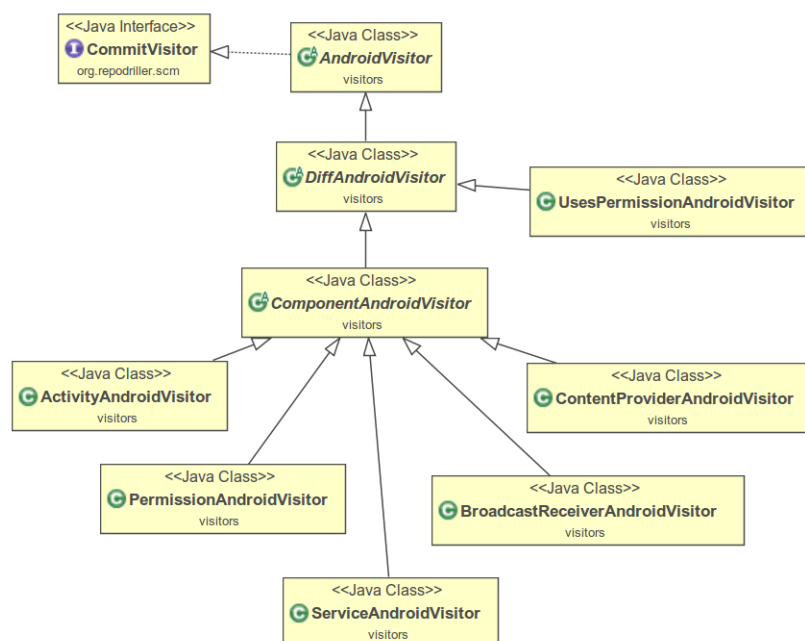 <<Java Interface>>
I CommitVisitor
org.repodriller.scm
<<Java Class>>
C A AndroidVisitor
visitors
<<Java Class>>
C A DiffAndroidVisitor
visitors
<<Java Class>>
C UsesPermissionAndroidVisitor
visitors
<<Java Class>>
C A ComponentAndroidVisitor
visitors
<<Java Class>>
C ActivityAndroidVisitor
visitors
<<Java Class>>
C ContentProviderAndroidVisitor
visitors
<<Java Class>>
C PermissionAndroidVisitor
visitors
<<Java Class>>
C BroadcastReceiverAndroidVisitor
visitors
<<Java Class>>
C ServiceAndroidVisitor
visitors